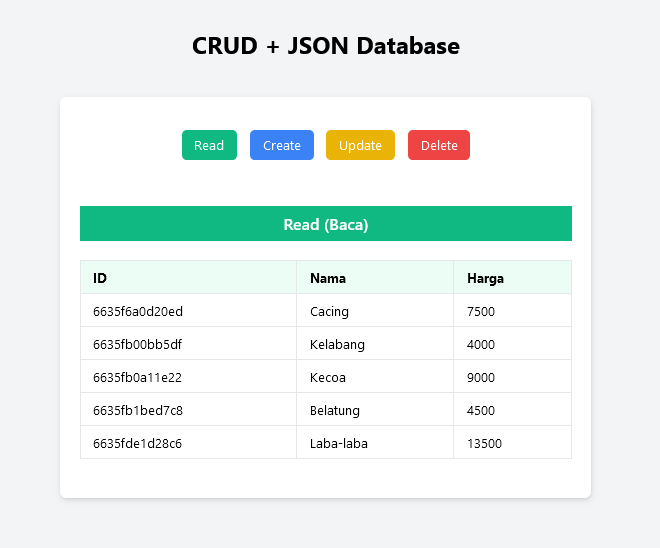 CRUD + JSON Database
Read Create Update Delete
Read (Baca)
ID Nama Harga
6635f6a0d20ed Cacing 7500
6635fb00bb5df Kelabang 4000
6635fb0a11e22 Kecoa 9000
6635fb1bed7c8 Belatung 4500
6635fde1d28c6 Laba-laba 13500